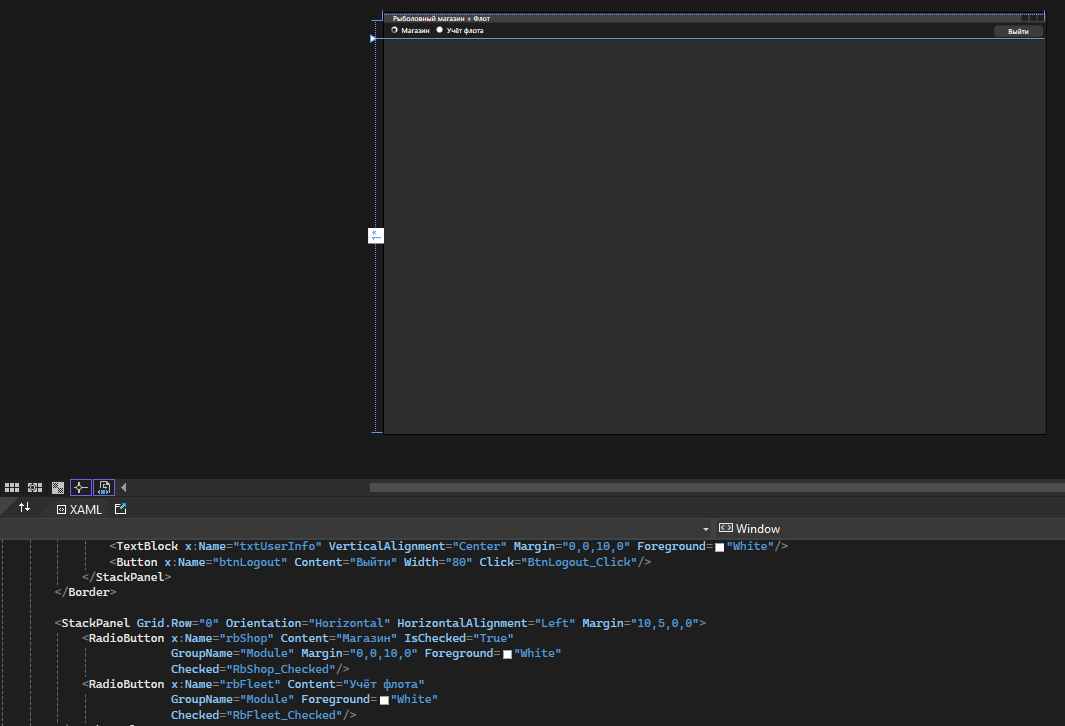 Рыболовный магазин + Флот
Магазин Учёт флота Выйти
XAML
Window
<TextBlock x:Name="txtUserInfo" VerticalAlignment="Center" Margin="0,0,10,0" Foreground="White"/>
<Button x:Name="btnLogout" Content="Выйти" Width="80" Click="BtnLogout_Click"/>
</StackPanel>
</Border>
<StackPanel Grid.Row="0" Orientation="Horizontal" HorizontalAlignment="Left" Margin="10,5,0,0">
<RadioButton x:Name="rbShop" Content="Магазин" IsChecked="True"
GroupName="Module" Margin="0,0,10,0" Foreground="White"
Checked="RbShop_Checked"/>
<RadioButton x:Name="rbFleet" Content="Учёт флота"
GroupName="Module" Foreground="White"
Checked="RbFleet_Checked"/>